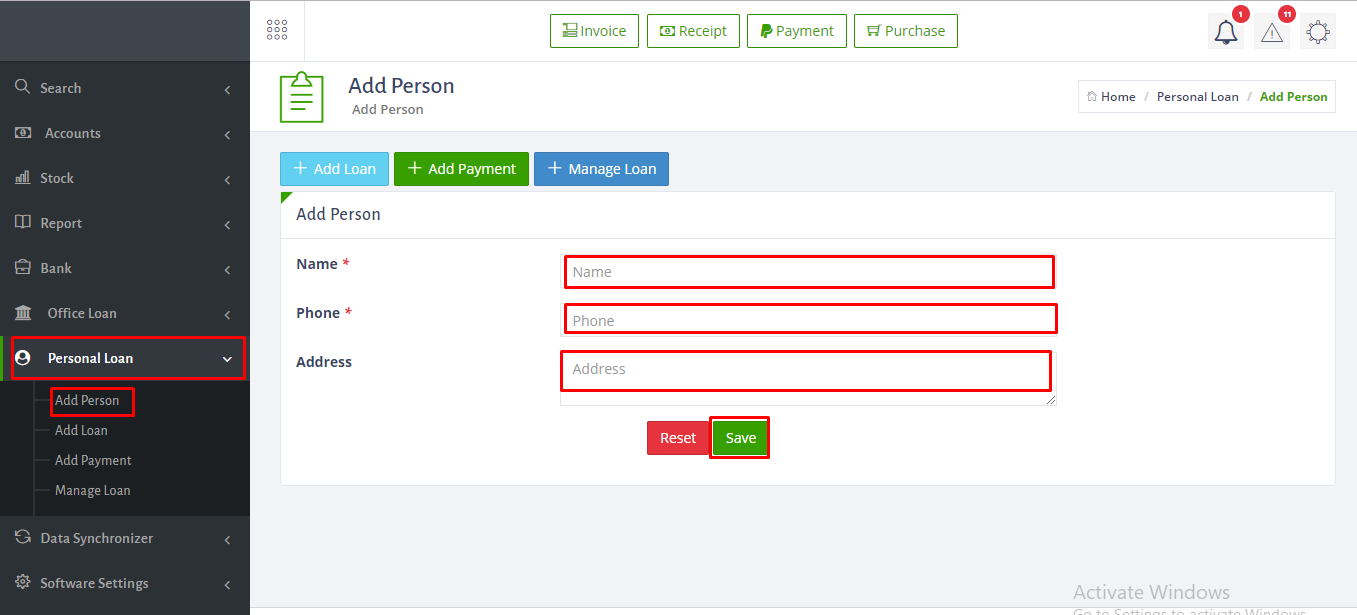 Invoice Receipt Payment Purchase 1 11
Search
Accounts
Stock
Report
Bank
Office Loan
Personal Loan
Add Person
Add Loan
Add Payment
Manage Loan
Data Synchronizer
Software Settings
Add Person
Add Person
Home / Personal Loan / Add Person
+ Add Loan + Add Payment + Manage Loan
Add Person
Name * Name
Phone * Phone
Address Address
Reset Save
Activate Windows
Go to Settings to activate Windows.